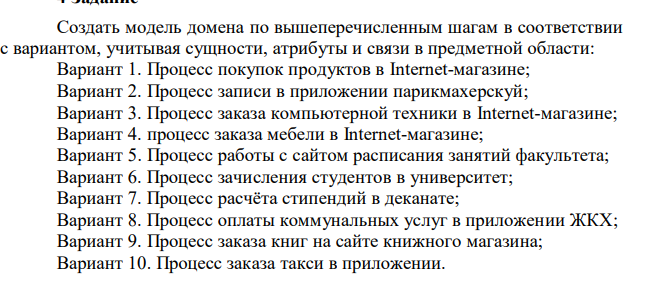 4 Задание
Создать модель домена по вышеперечисленным шагам в соответствии
с вариантом, учитывая сущности, атрибуты и связи в предметной области:
Вариант 1. Процесс покупок продуктов в Internet-магазине;
Вариант 2. Процесс записи в приложении парикмахерскуй;
Вариант 3. Процесс заказа компьютерной техники в Internet-магазине;
Вариант 4. процесс заказа мебели в Internet-магазине;
Вариант 5. Процесс работы с сайтом расписания занятий факультета;
Вариант 6. Процесс зачисления студентов в университет;
Вариант 7. Процесс расчёта стипендий в деканате;
Вариант 8. Процесс оплаты коммунальных услуг в приложении ЖКХ;
Вариант 9. Процесс заказа книг на сайте книжного магазина;
Вариант 10. Процесс заказа такси в приложении.